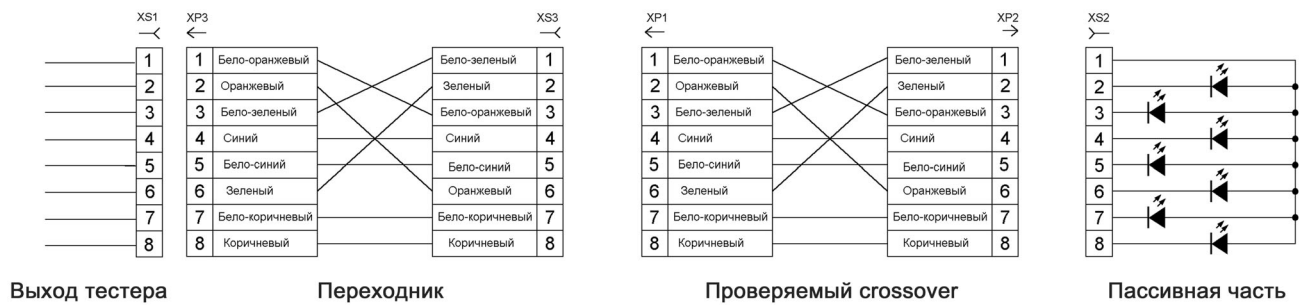 XS1 XP3 XS3 XP1 XP2 XS2
1 1 Бело-оранжевый Бело-зеленый 1 1 Бело-оранжевый Бело-зеленый 1 1
2 2 Оранжевый Зеленый 2 2 Оранжевый Зеленый 2 2
3 3 Бело-зеленый Бело-оранжевый 3 3 Бело-зеленый Бело-оранжевый 3 3
4 4 Синий Синий 4 4 Синий Синий 4 4
5 5 Бело-синий Бело-синий 5 5 Бело-синий Бело-синий 5 5
6 6 Зеленый Оранжевый 6 6 Зеленый Оранжевый 6 6
7 7 Бело-коричневый Бело-коричневый 7 7 Бело-коричневый Бело-коричневый 7 7
8 8 Коричневый Коричневый 8 8 Коричневый Коричневый 8 8
Выход тестера Переходник Проверяемый crossover Пассивная часть